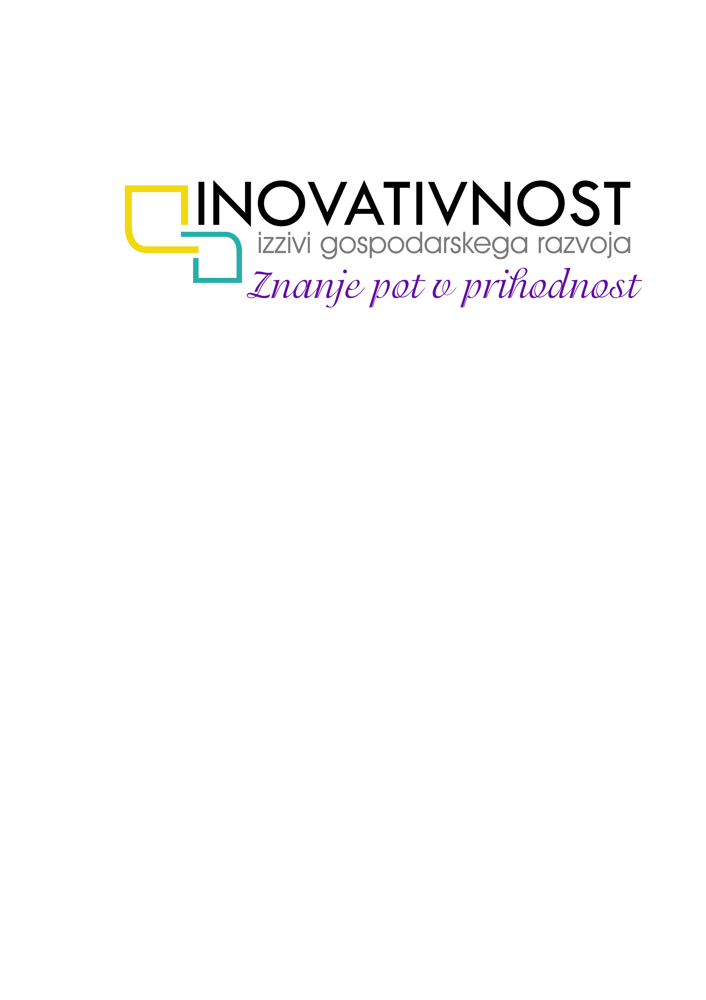 INOVATIVNOST
izzivi gospodarskega razvoja
Znanje pot v prihodnost